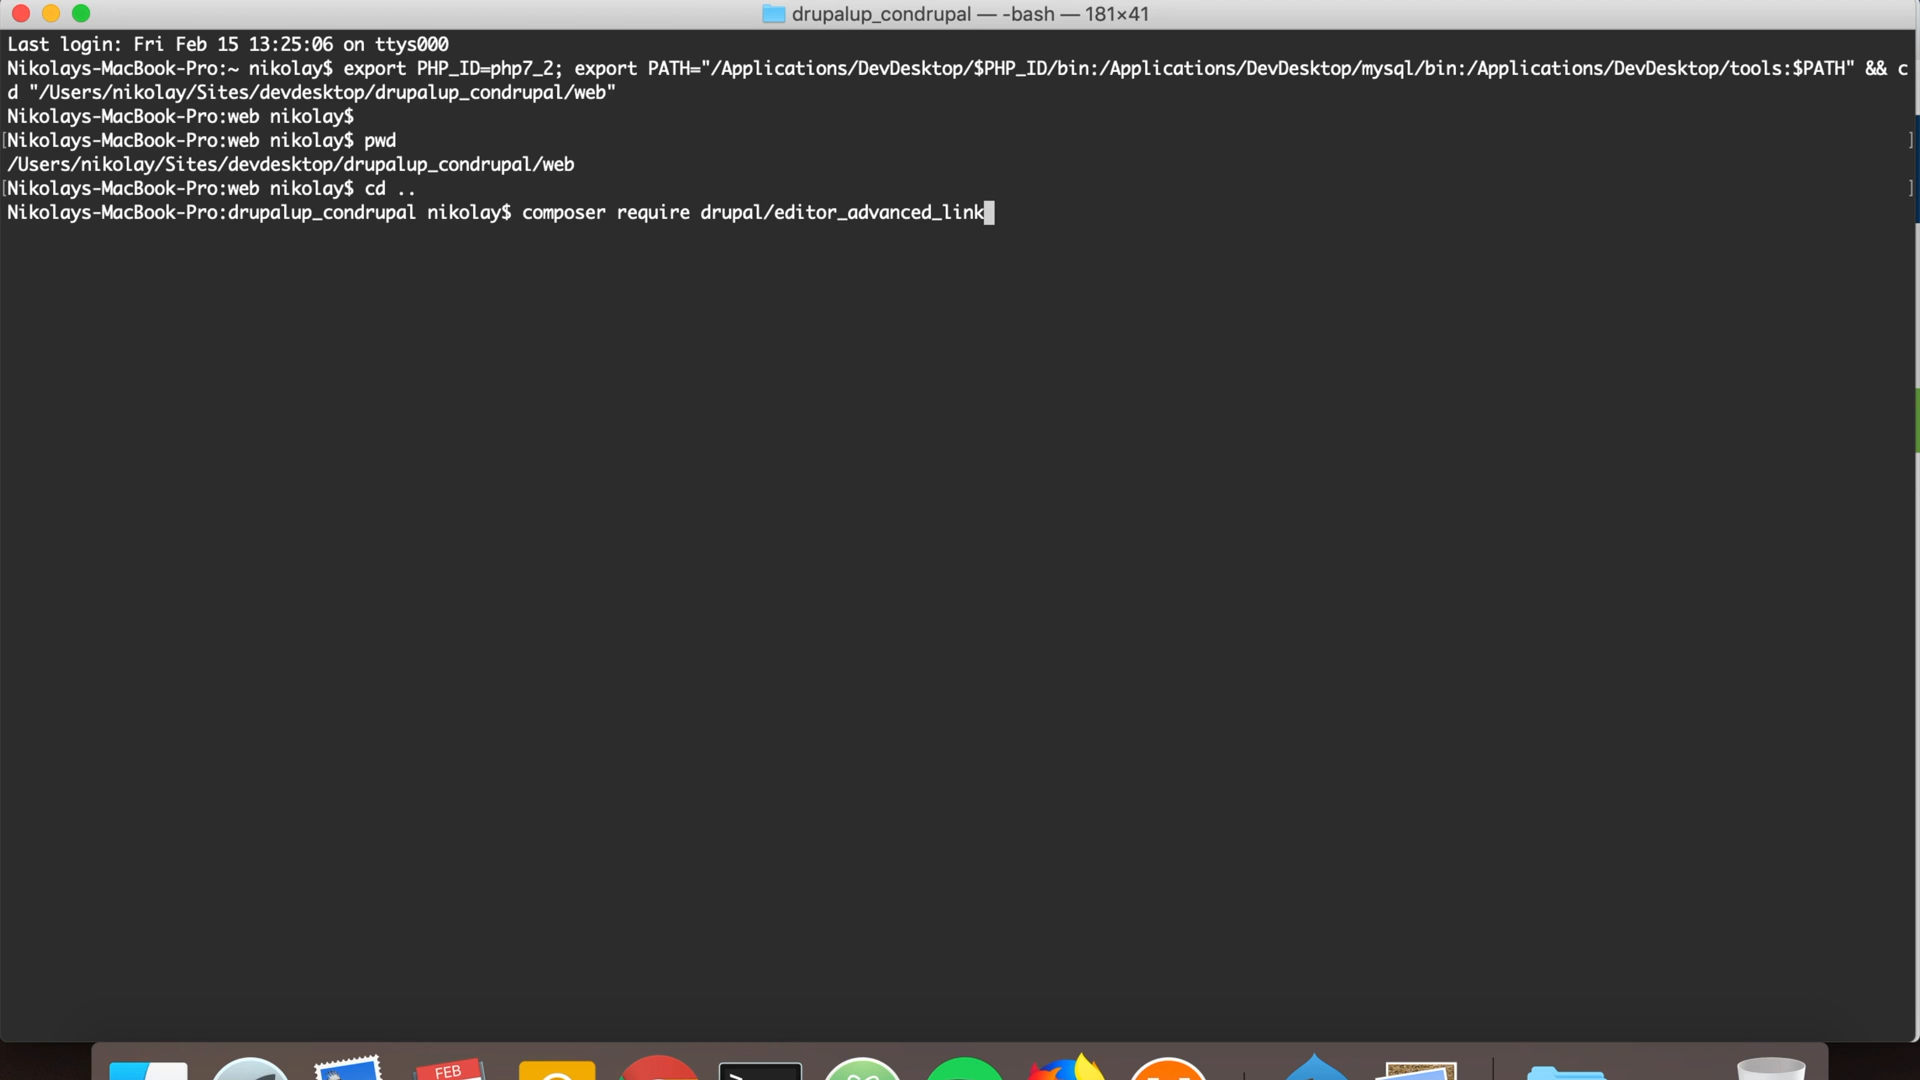 drupalup_condrupal — -bash — 181×41
Last login: Fri Feb 15 13:25:06 on ttys000
Nikolays-MacBook-Pro:~ nikolay$ export PHP_ID=php7_2; export PATH="/Applications/DevDesktop/$PHP_ID/bin:/Applications/DevDesktop/mysql/bin:/Applications/DevDesktop/tools:$PATH" && c
d "/Users/nikolay/Sites/devdesktop/drupalup_condrupal/web"
Nikolays-MacBook-Pro:web nikolay$
[Nikolays-MacBook-Pro:web nikolay$ pwd ]
/Users/nikolay/Sites/devdesktop/drupalup_condrupal/web
[Nikolays-MacBook-Pro:web nikolay$ cd .. ]
Nikolays-MacBook-Pro:drupalup_condrupal nikolay$ composer require drupal/editor_advanced_link
FEB